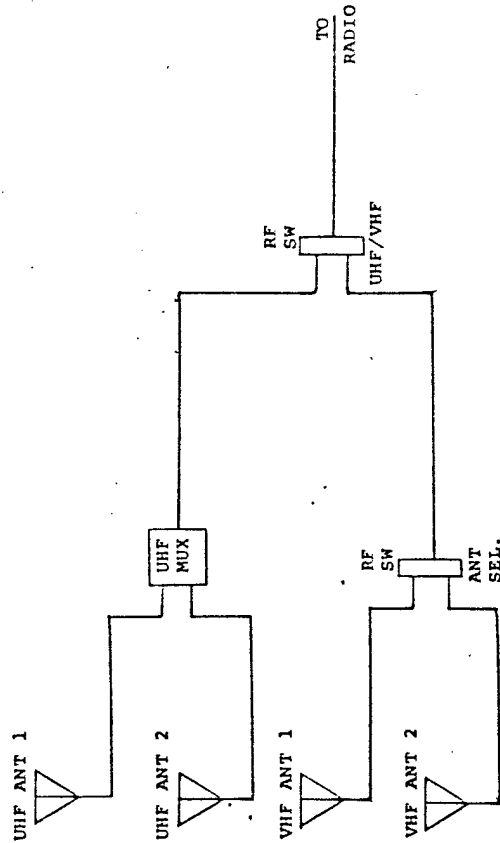 UHF ANT 1
UHF ANT 2
VHF ANT 1
VHF ANT 2
UHF
MUX
RF
SW
ANT
SEL.
RF
SW
UHF/VHF
TO
RADIO